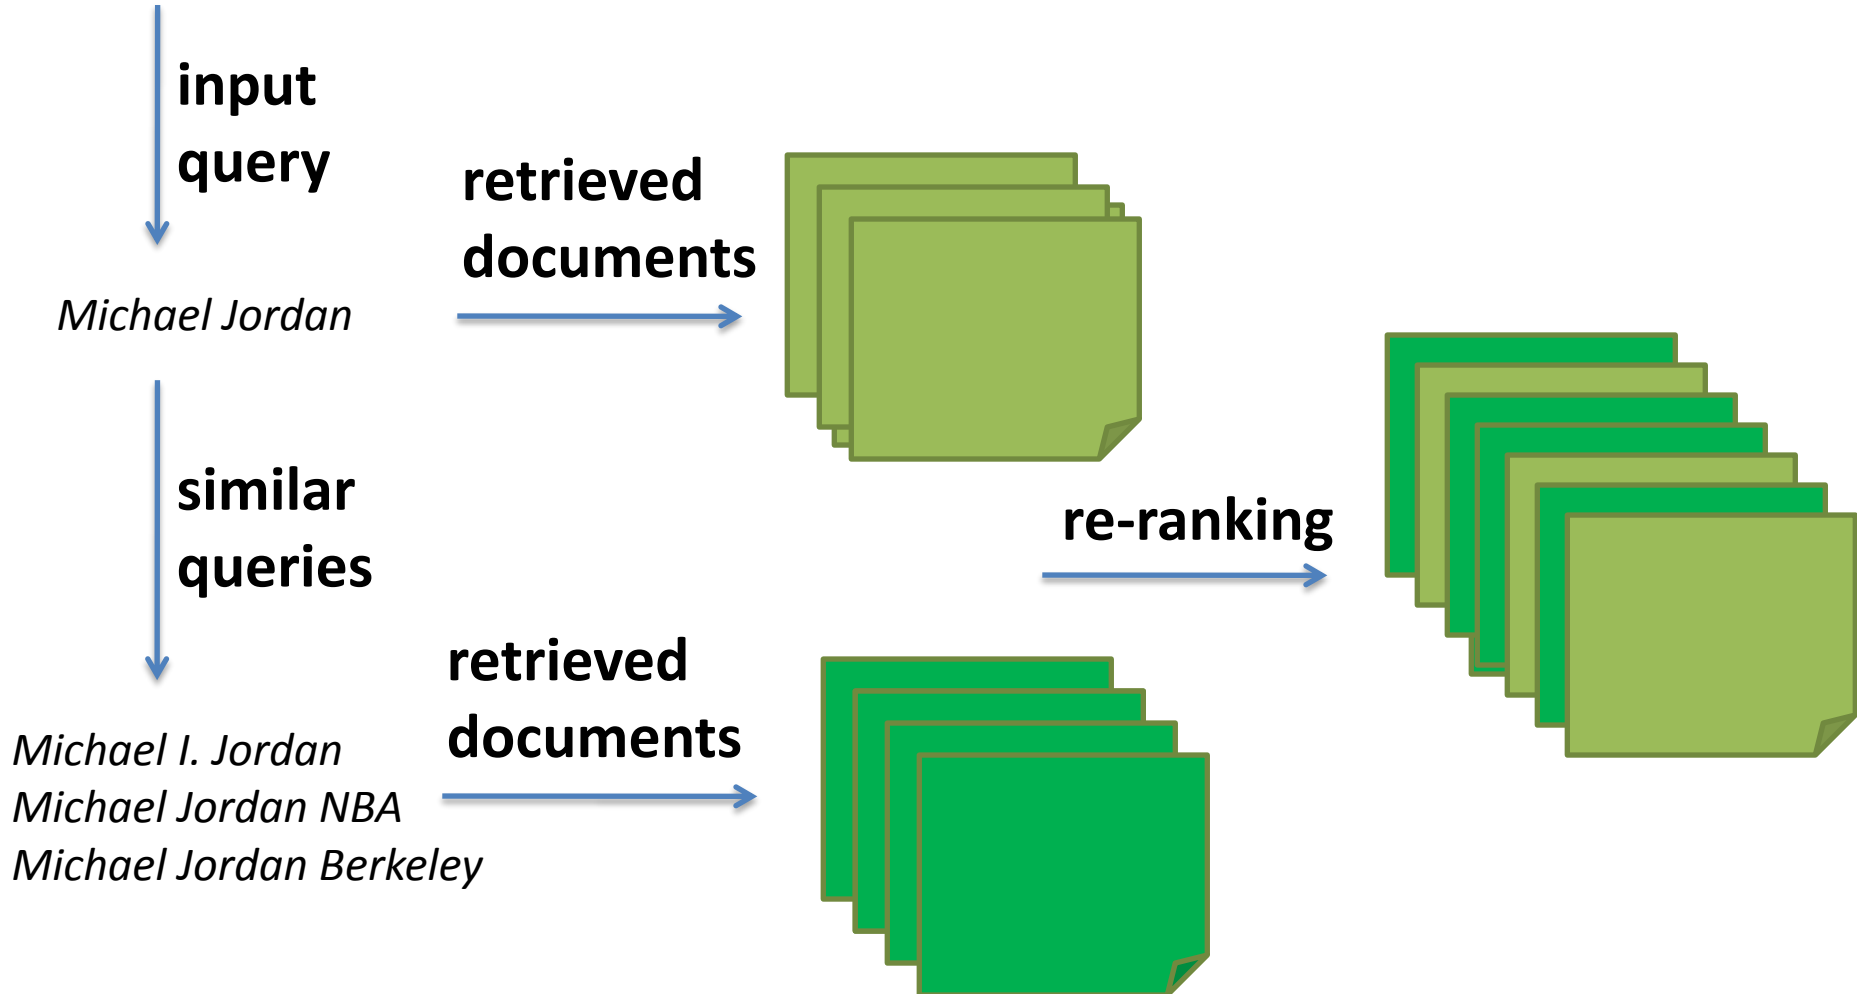 input
query
retrieved
documents
Michael Jordan
similar
queries
re-ranking
retrieved
documents
Michael I. Jordan
Michael Jordan NBA
Michael Jordan Berkeley